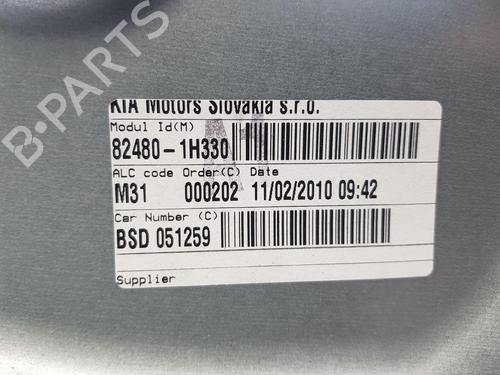 KIA Motors Slovakia s.r.o.
Modul Id(M)
82480-1H330
ALC code Order(C) Date
M31 000202 11/02/2010 09:42
Car Number (C)
BSD 051259
Supplier
B-PARTS